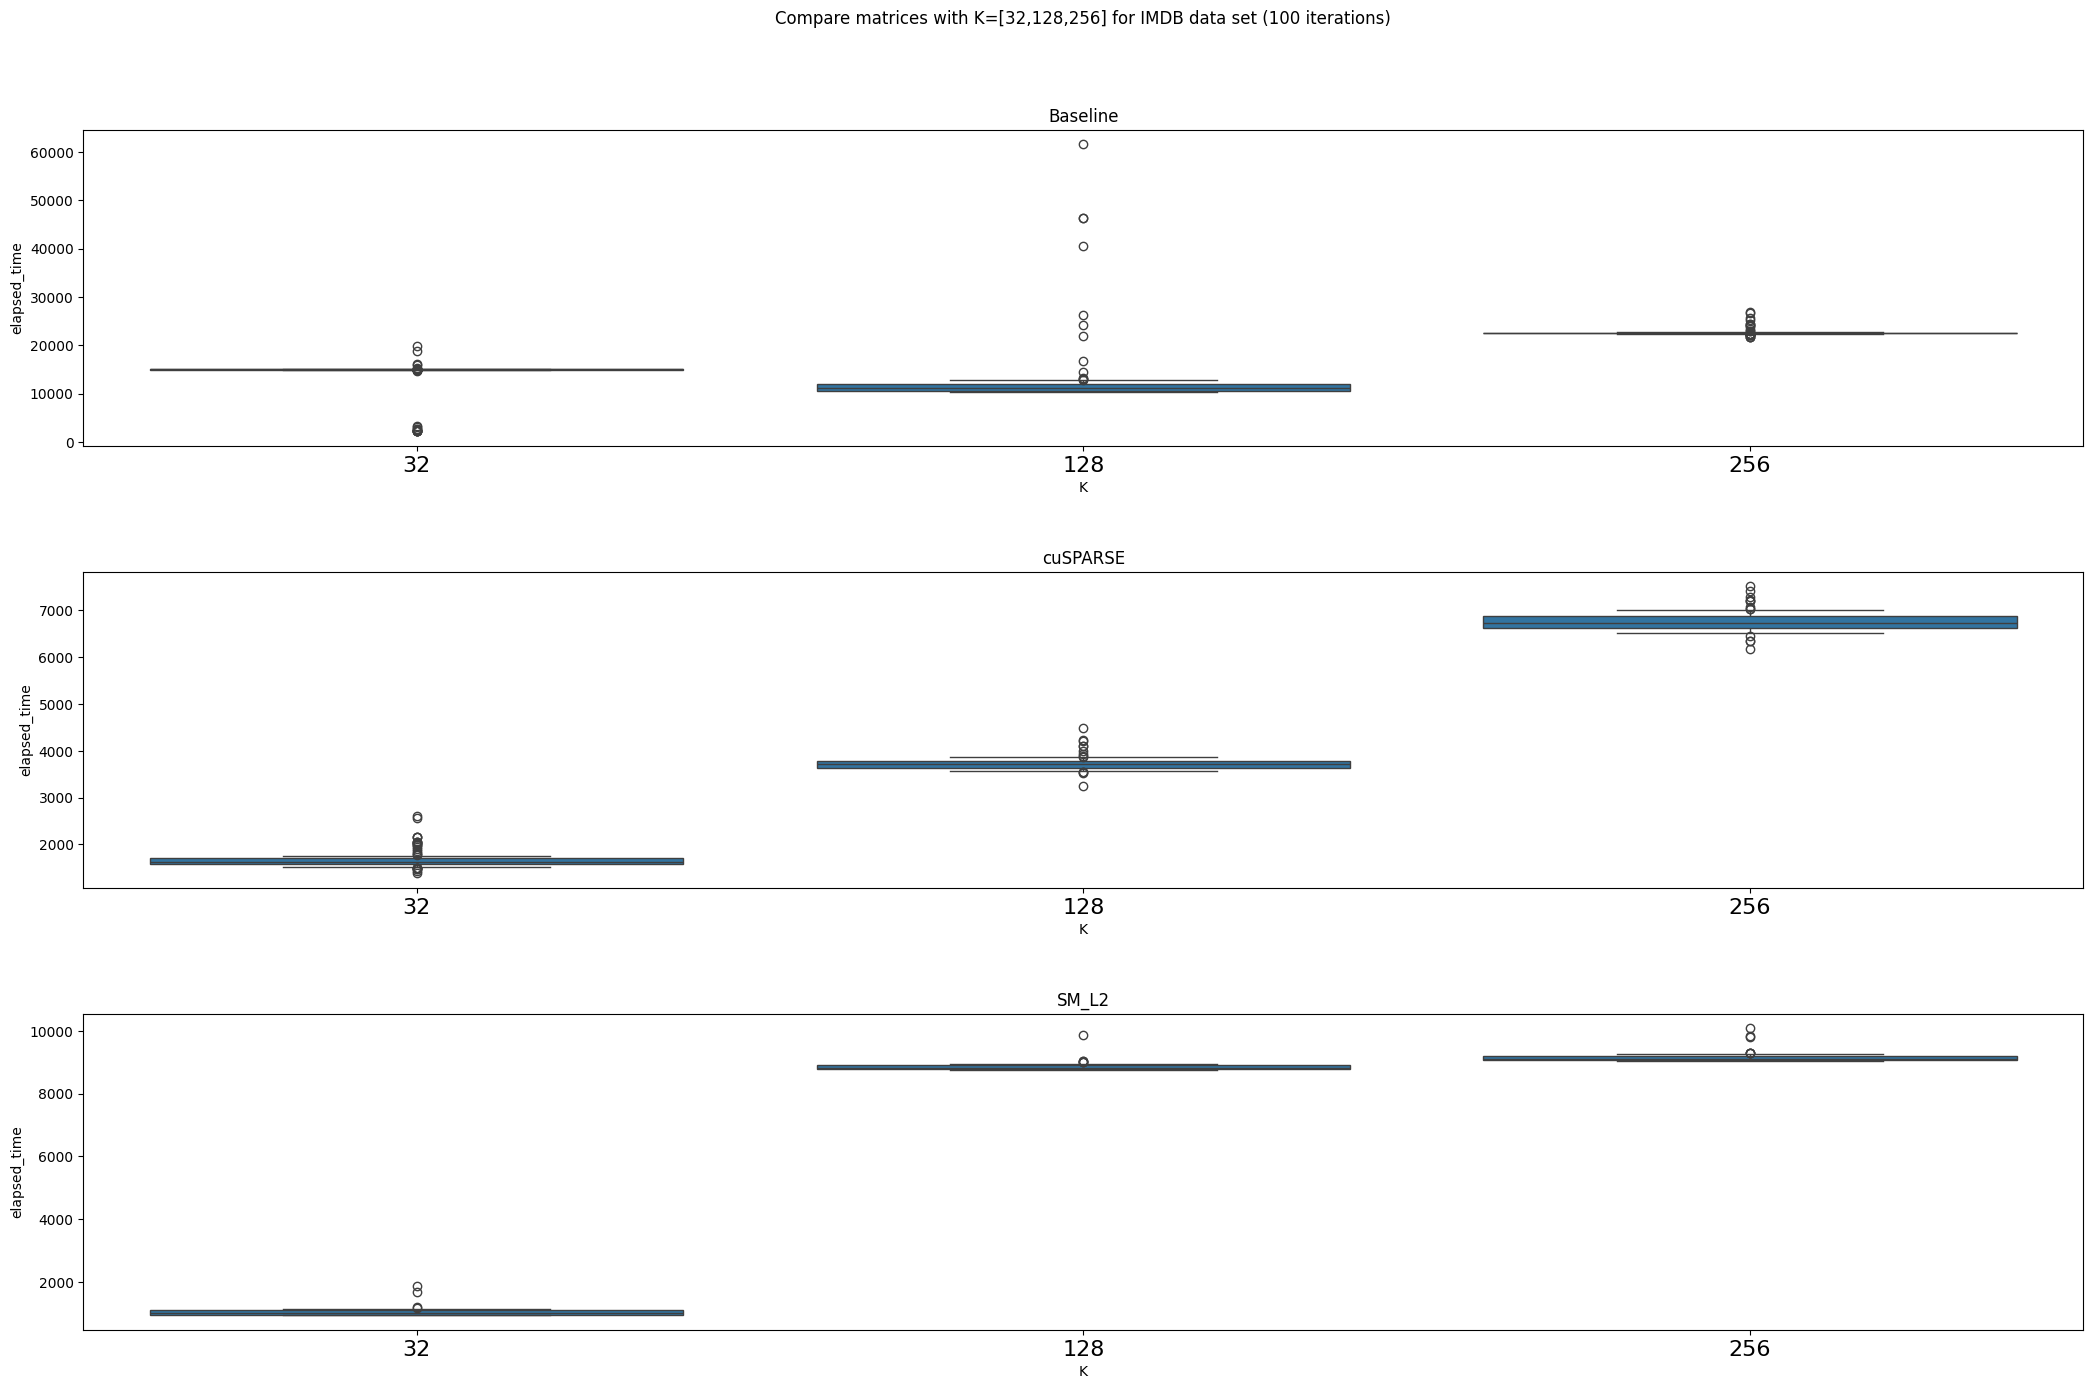 Compare matrices with K=[32,128,256] for IMDB data set (100 iterations)
Baseline
elapsed_time
60000
50000
40000
30000
20000
10000
0
32 128 256
K
cuSPARSE
elapsed_time
7000
6000
5000
4000
3000
2000
32 128 256
K
SM_L2
elapsed_time
10000
8000
6000
4000
2000
32 128 256
K